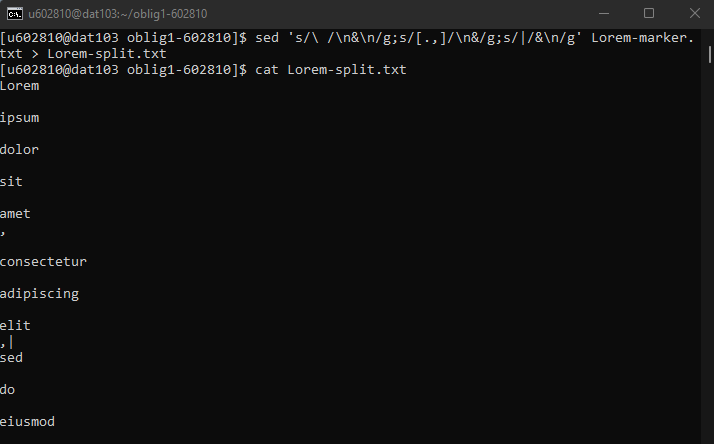 u602810@dat103:~/oblig1-602810
[u602810@dat103 oblig1-602810]$ sed 's/\ /\n&\n/g;s/[.,]/\n&/g;s/|/&\n/g' Lorem-marker.
txt > Lorem-split.txt
[u602810@dat103 oblig1-602810]$ cat Lorem-split.txt
Lorem
ipsum
dolor
sit
amet
,
consectetur
adipiscing
elit
,|
sed
do
eiusmod